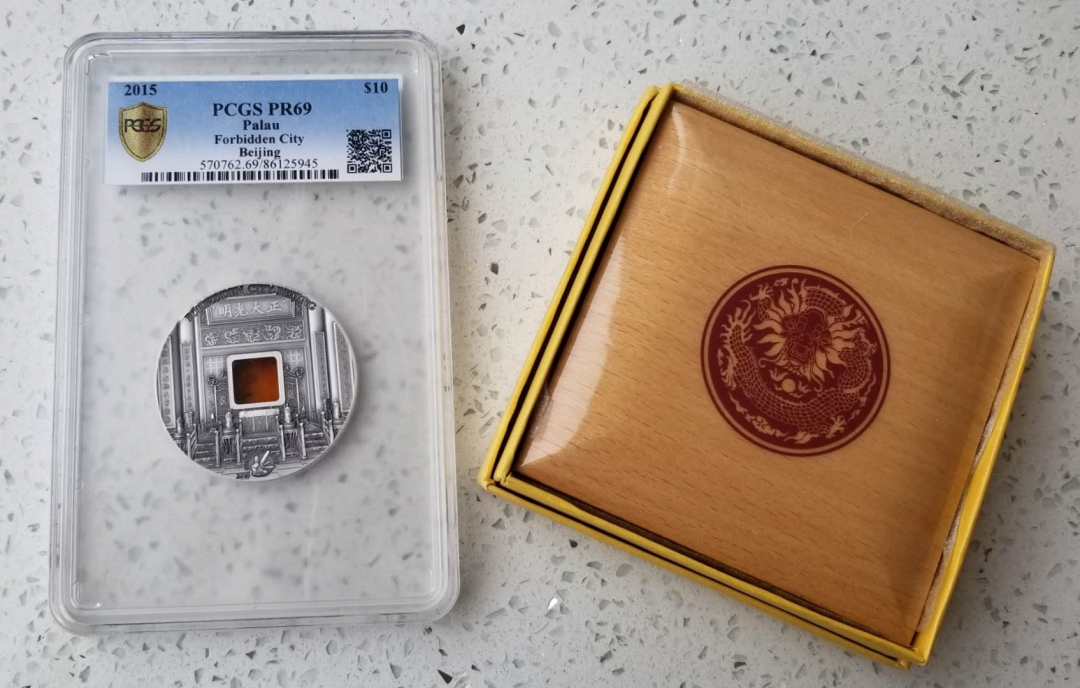 2015 $10
PCGS PCGS PR69
Palau
Forbidden City
Beijing
570762.69/86125945
明光大正